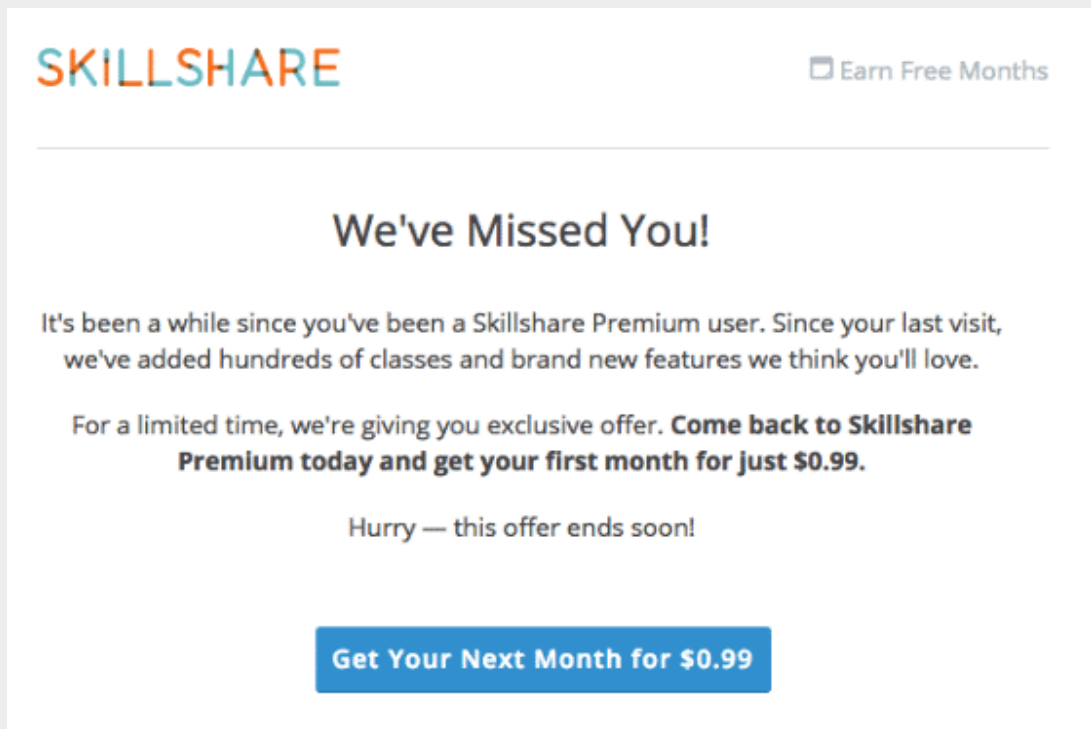 SKILLSHARE
Earn Free Months
We've Missed You!
It's been a while since you've been a Skillshare Premium user. Since your last visit,
we've added hundreds of classes and brand new features we think you'll love.
For a limited time, we're giving you exclusive offer. Come back to Skillshare
Premium today and get your first month for just $0.99.
Hurry — this offer ends soon!
Get Your Next Month for $0.99